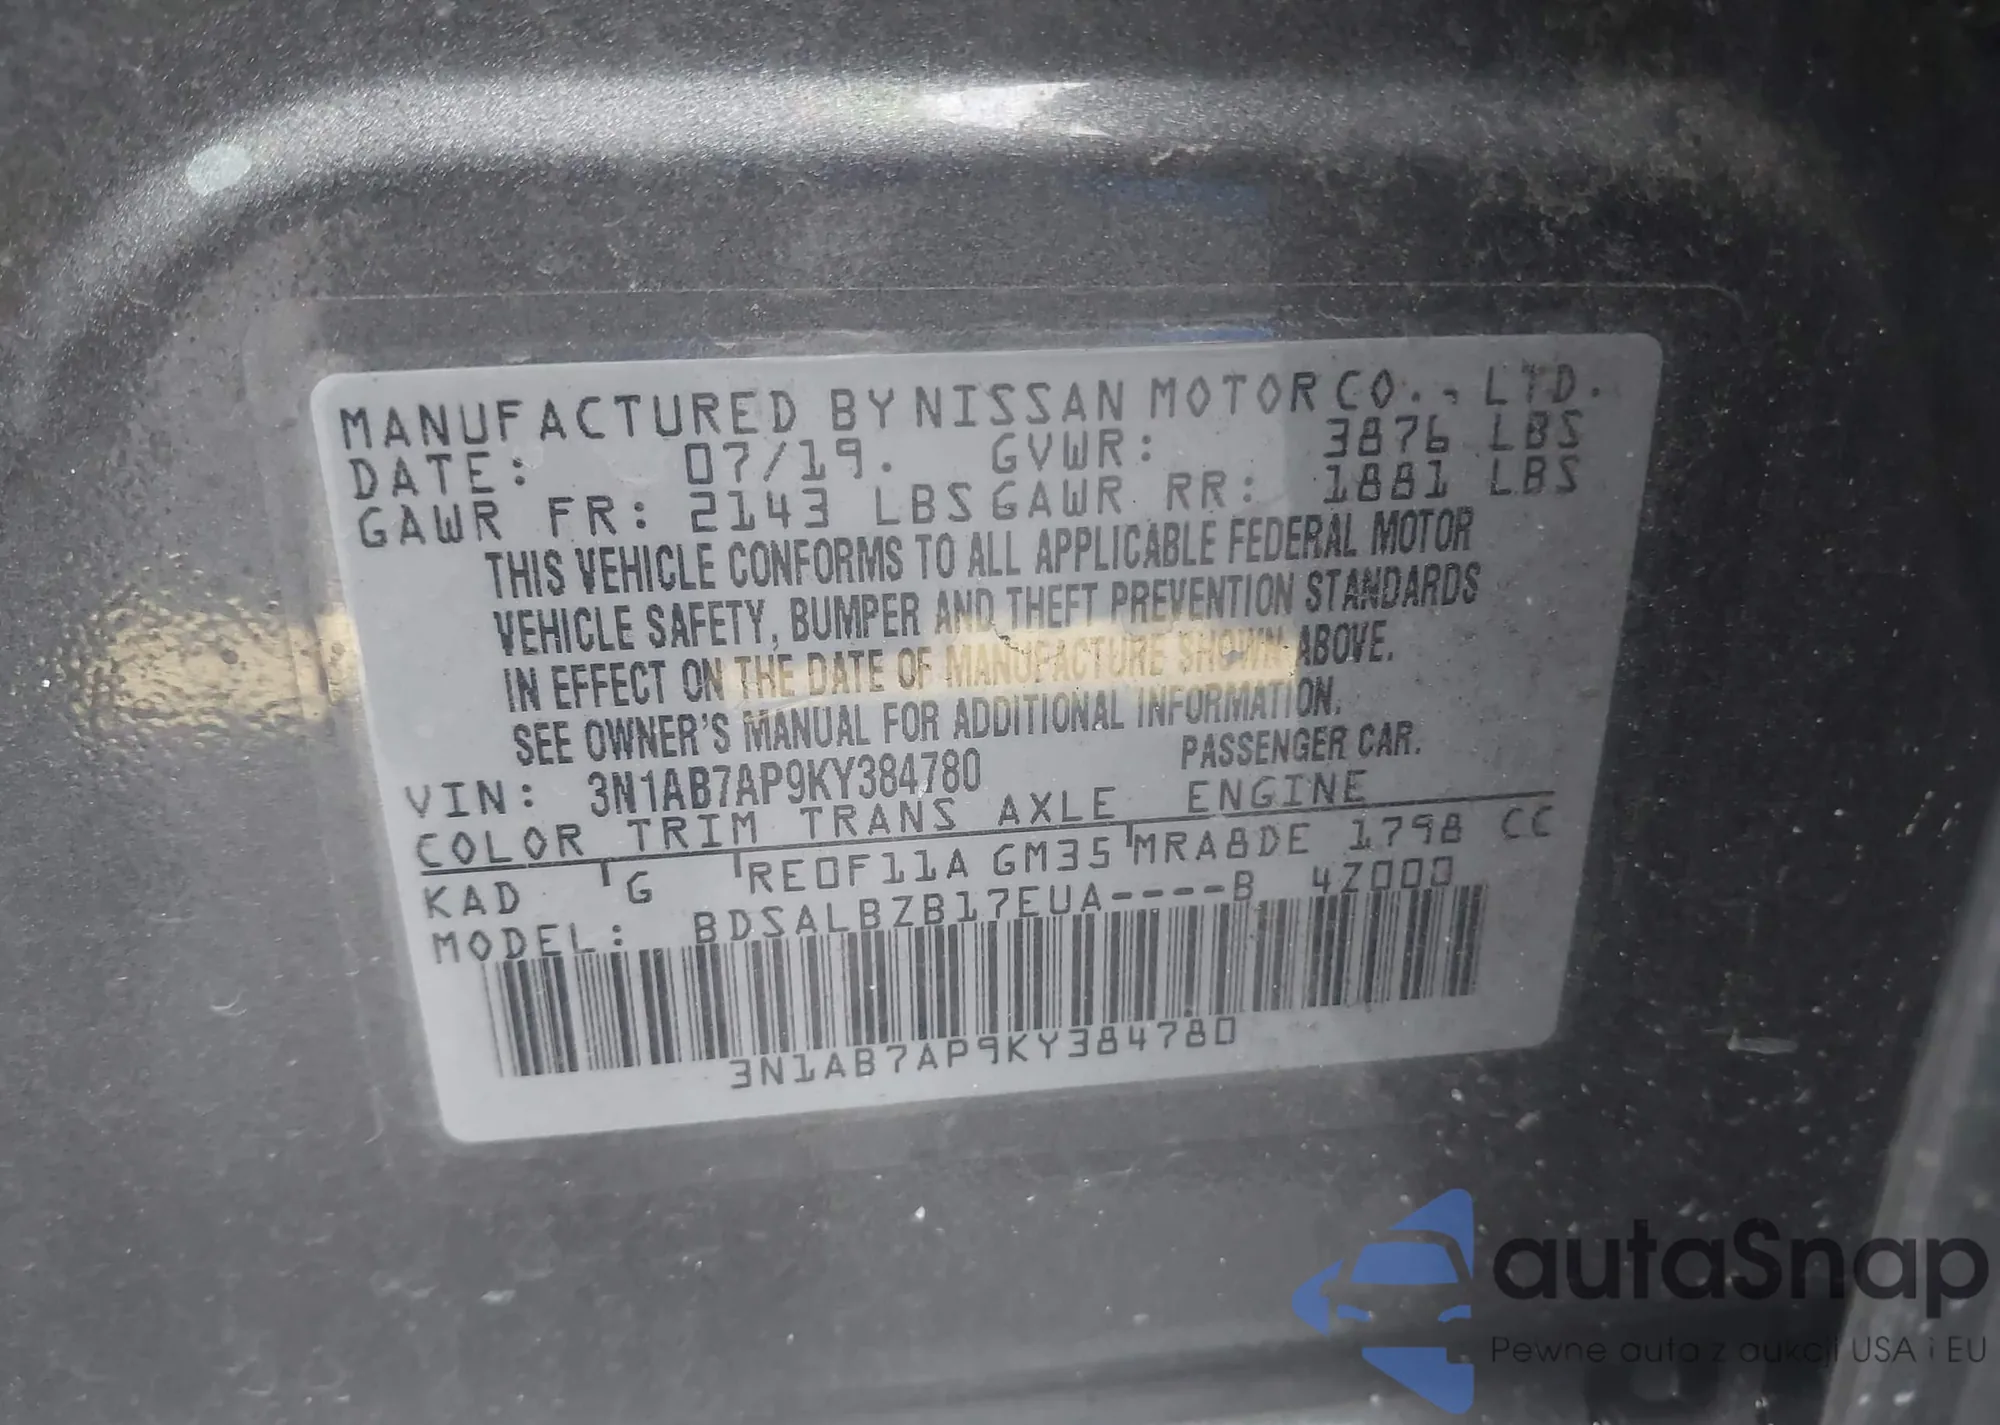 MANUFACTURED BY NISSAN MOTOR CO., LTD.
DATE: 07/19. GVWR: 3876 LBS
GAWR FR: 2143 LBS GAWR RR: 1881 LBS
THIS VEHICLE CONFORMS TO ALL APPLICABLE FEDERAL MOTOR
VEHICLE SAFETY, BUMPER AND THEFT PREVENTION STANDARDS
IN EFFECT ON THE DATE OF MANUFACTURE SHOWN ABOVE.
SEE OWNER'S MANUAL FOR ADDITIONAL INFORMATION.
VIN: 3N1AB7AP9KY384780 PASSENGER CAR.
COLOR TRIM TRANS AXLE ENGINE
KAD G RE0F11A GM35 MRA8DE 1798 CC
MODEL: BDSALBZB17EUA----B 4Z000
3N1AB7AP9KY384780
autaSnap
Pewne auta z aukcji USA i EU